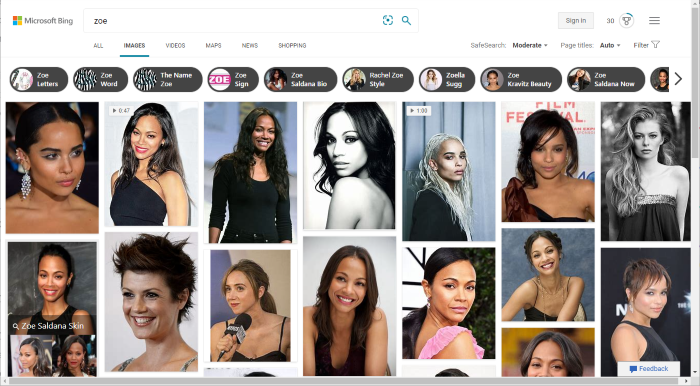 Microsoft Bing
zoe
Sign in
30
ALL
IMAGES
VIDEOS
MAPS
NEWS
SHOPPING
SafeSearch: Moderate
Page titles: Auto
Filter
Zoe
Letters
Zoe
Word
The Name
Zoe
ZOE
Zoe
Sign
Zoe
Saldana Bio
Rachel Zoe
Style
Zoella
Sugg
Zoe
Kravitz Beauty
Zoe
Saldana Now
0:47
1:00
FILM
FESTIVAL
Zoe Saldana Skin
Feedback